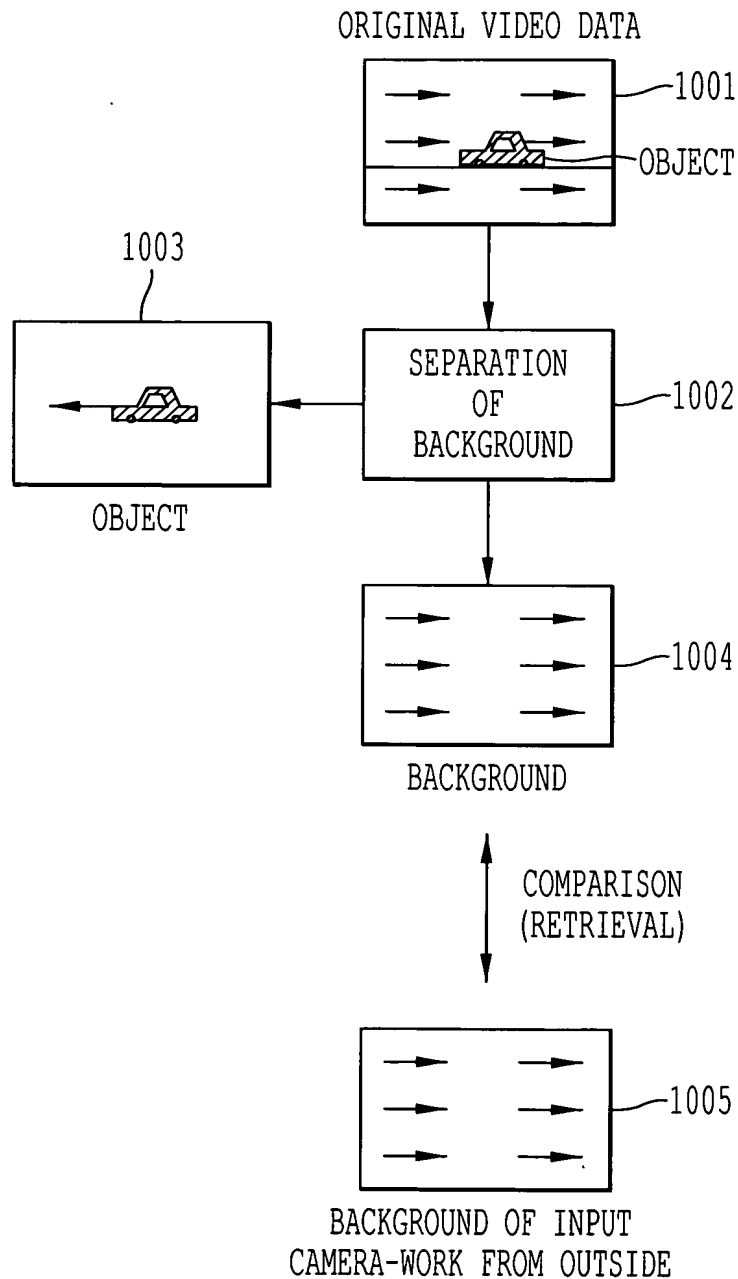 ORIGINAL VIDEO DATA
1001
OBJECT
1003
SEPARATION
OF
BACKGROUND
1002
OBJECT
1004
BACKGROUND
COMPARISON
(RETRIEVAL)
1005
BACKGROUND OF INPUT
CAMERA-WORK FROM OUTSIDE